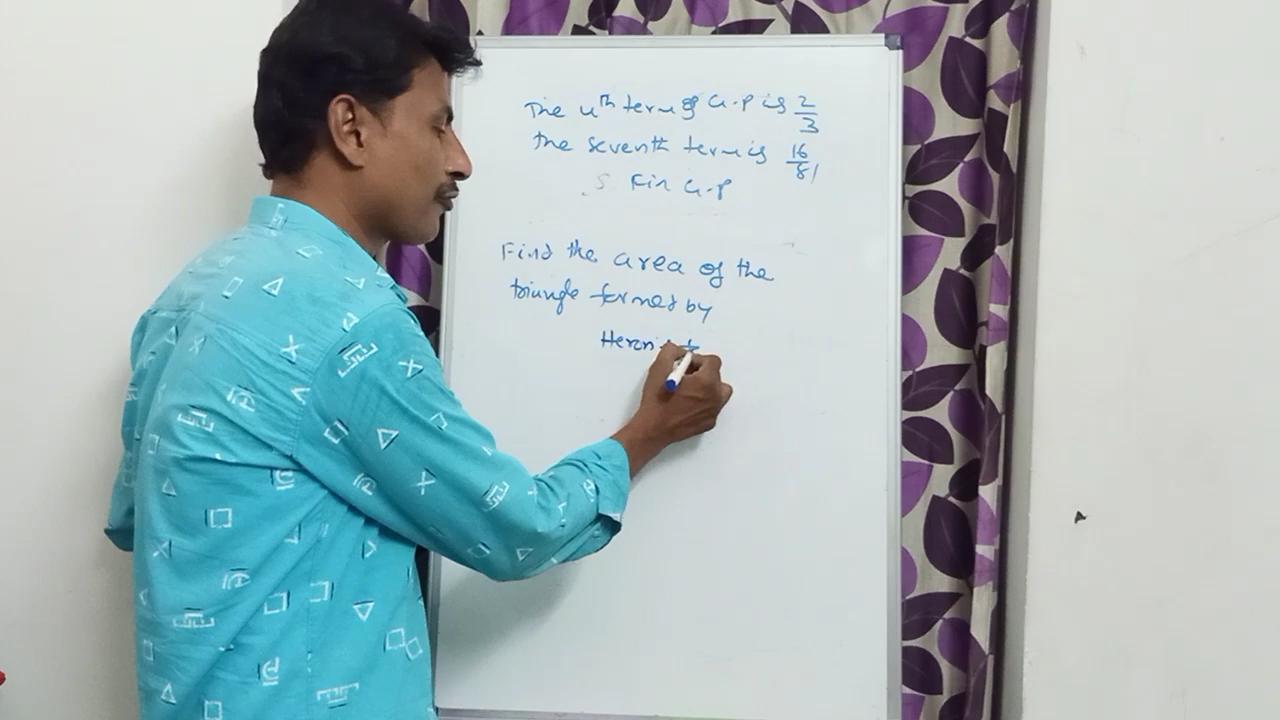 The 4th term of G.P is 2/3
the seventh term is 16/81
Fin G.P
Find the area of the
triangle formed by
Heron